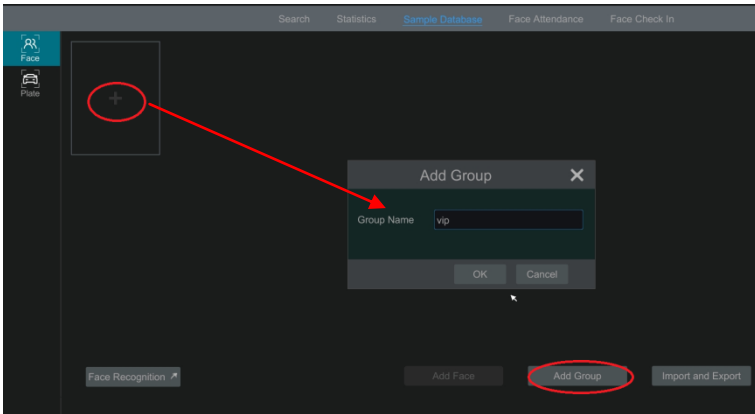 Search Statistics Sample Database Face Attendance Face Check In
Face
Plate
+
Add Group
Group Name vip
OK Cancel
Face Recognition Add Face Add Group Import and Export